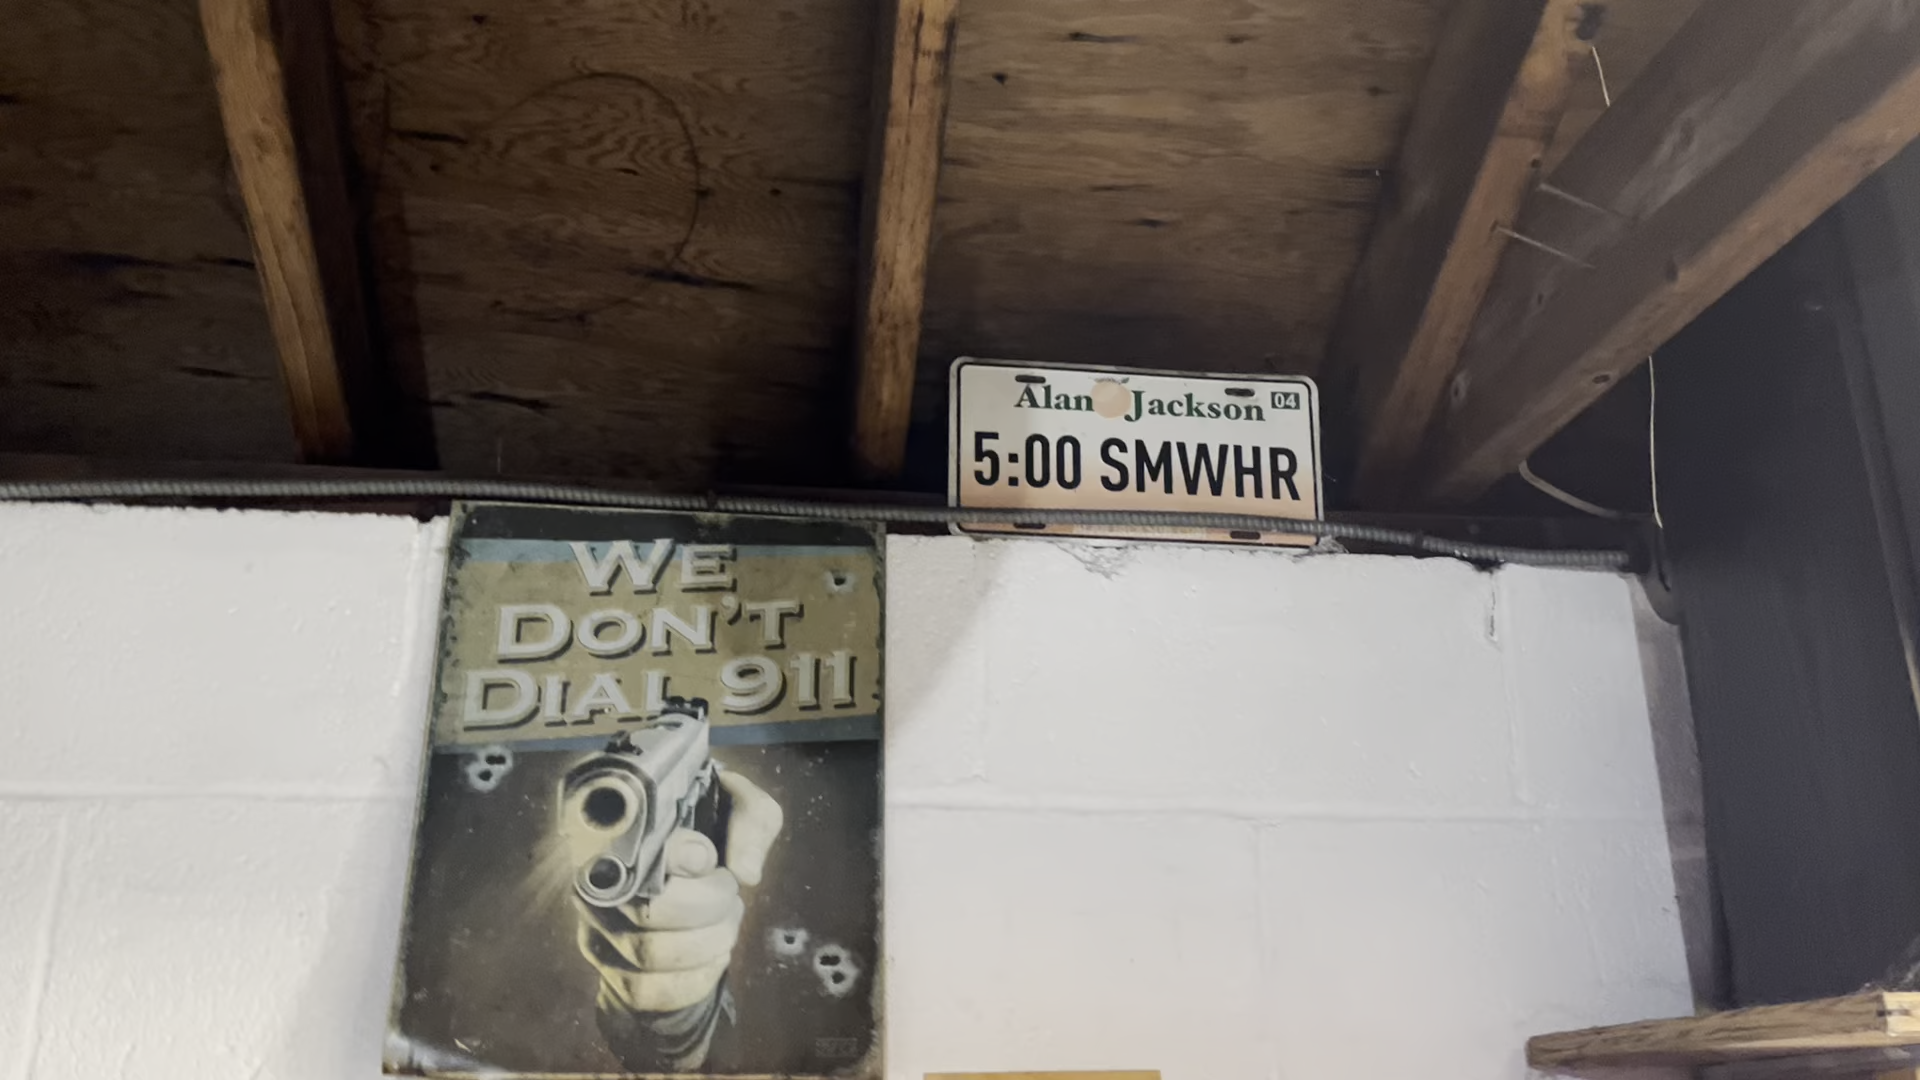 Alan Jackson 04
5:00 SMWHR
WE
DON'T
DIAL 911